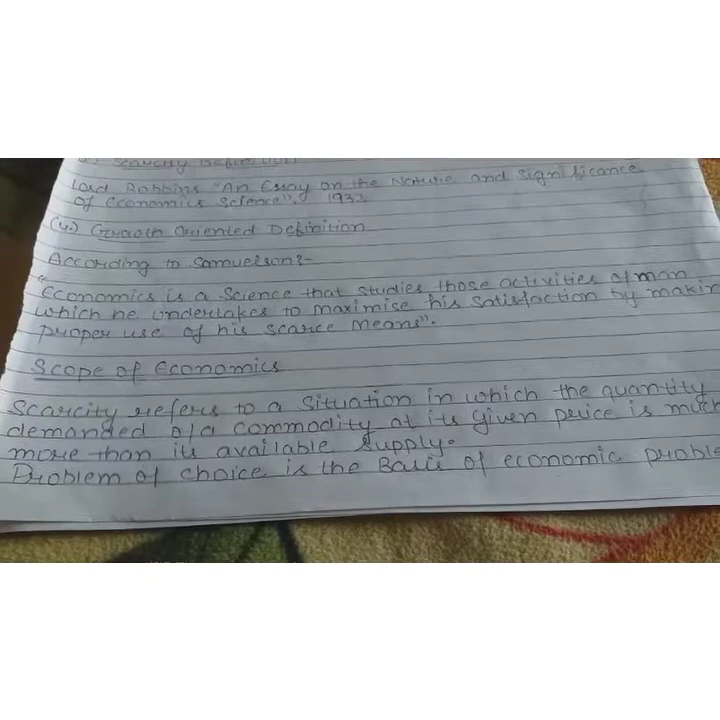 Scarcity Definition
Lord Robbins "An Essay on the Nature and Significance
of Economics Science", 1932
(4.) Growth Oriented Definition
According to Samuelson:-
"Economics is a Science that studies those activities of man
which he undertakes to maximise his Satisfaction by makin
proper use of his scarce means".
Scope of Economics
Scarcity refers to a Situation in which the quantity
demanded of a commodity at its given price is much
more than its available supply.
Problem of choice is the Basis of economic proble